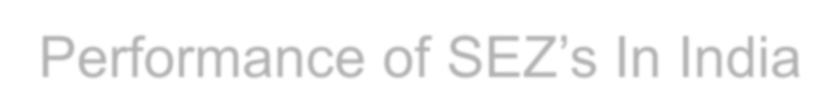 Performance of SEZ’s In India